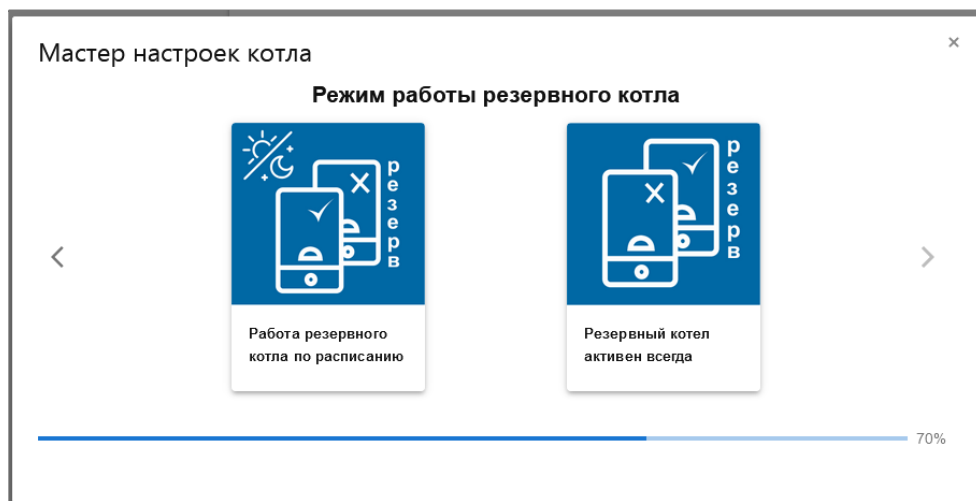 Мастер настроек котла
×
Режим работы резервного котла
резерв
резерв
Работа резервного
котла по расписанию
Резервный котел
активен всегда
70%